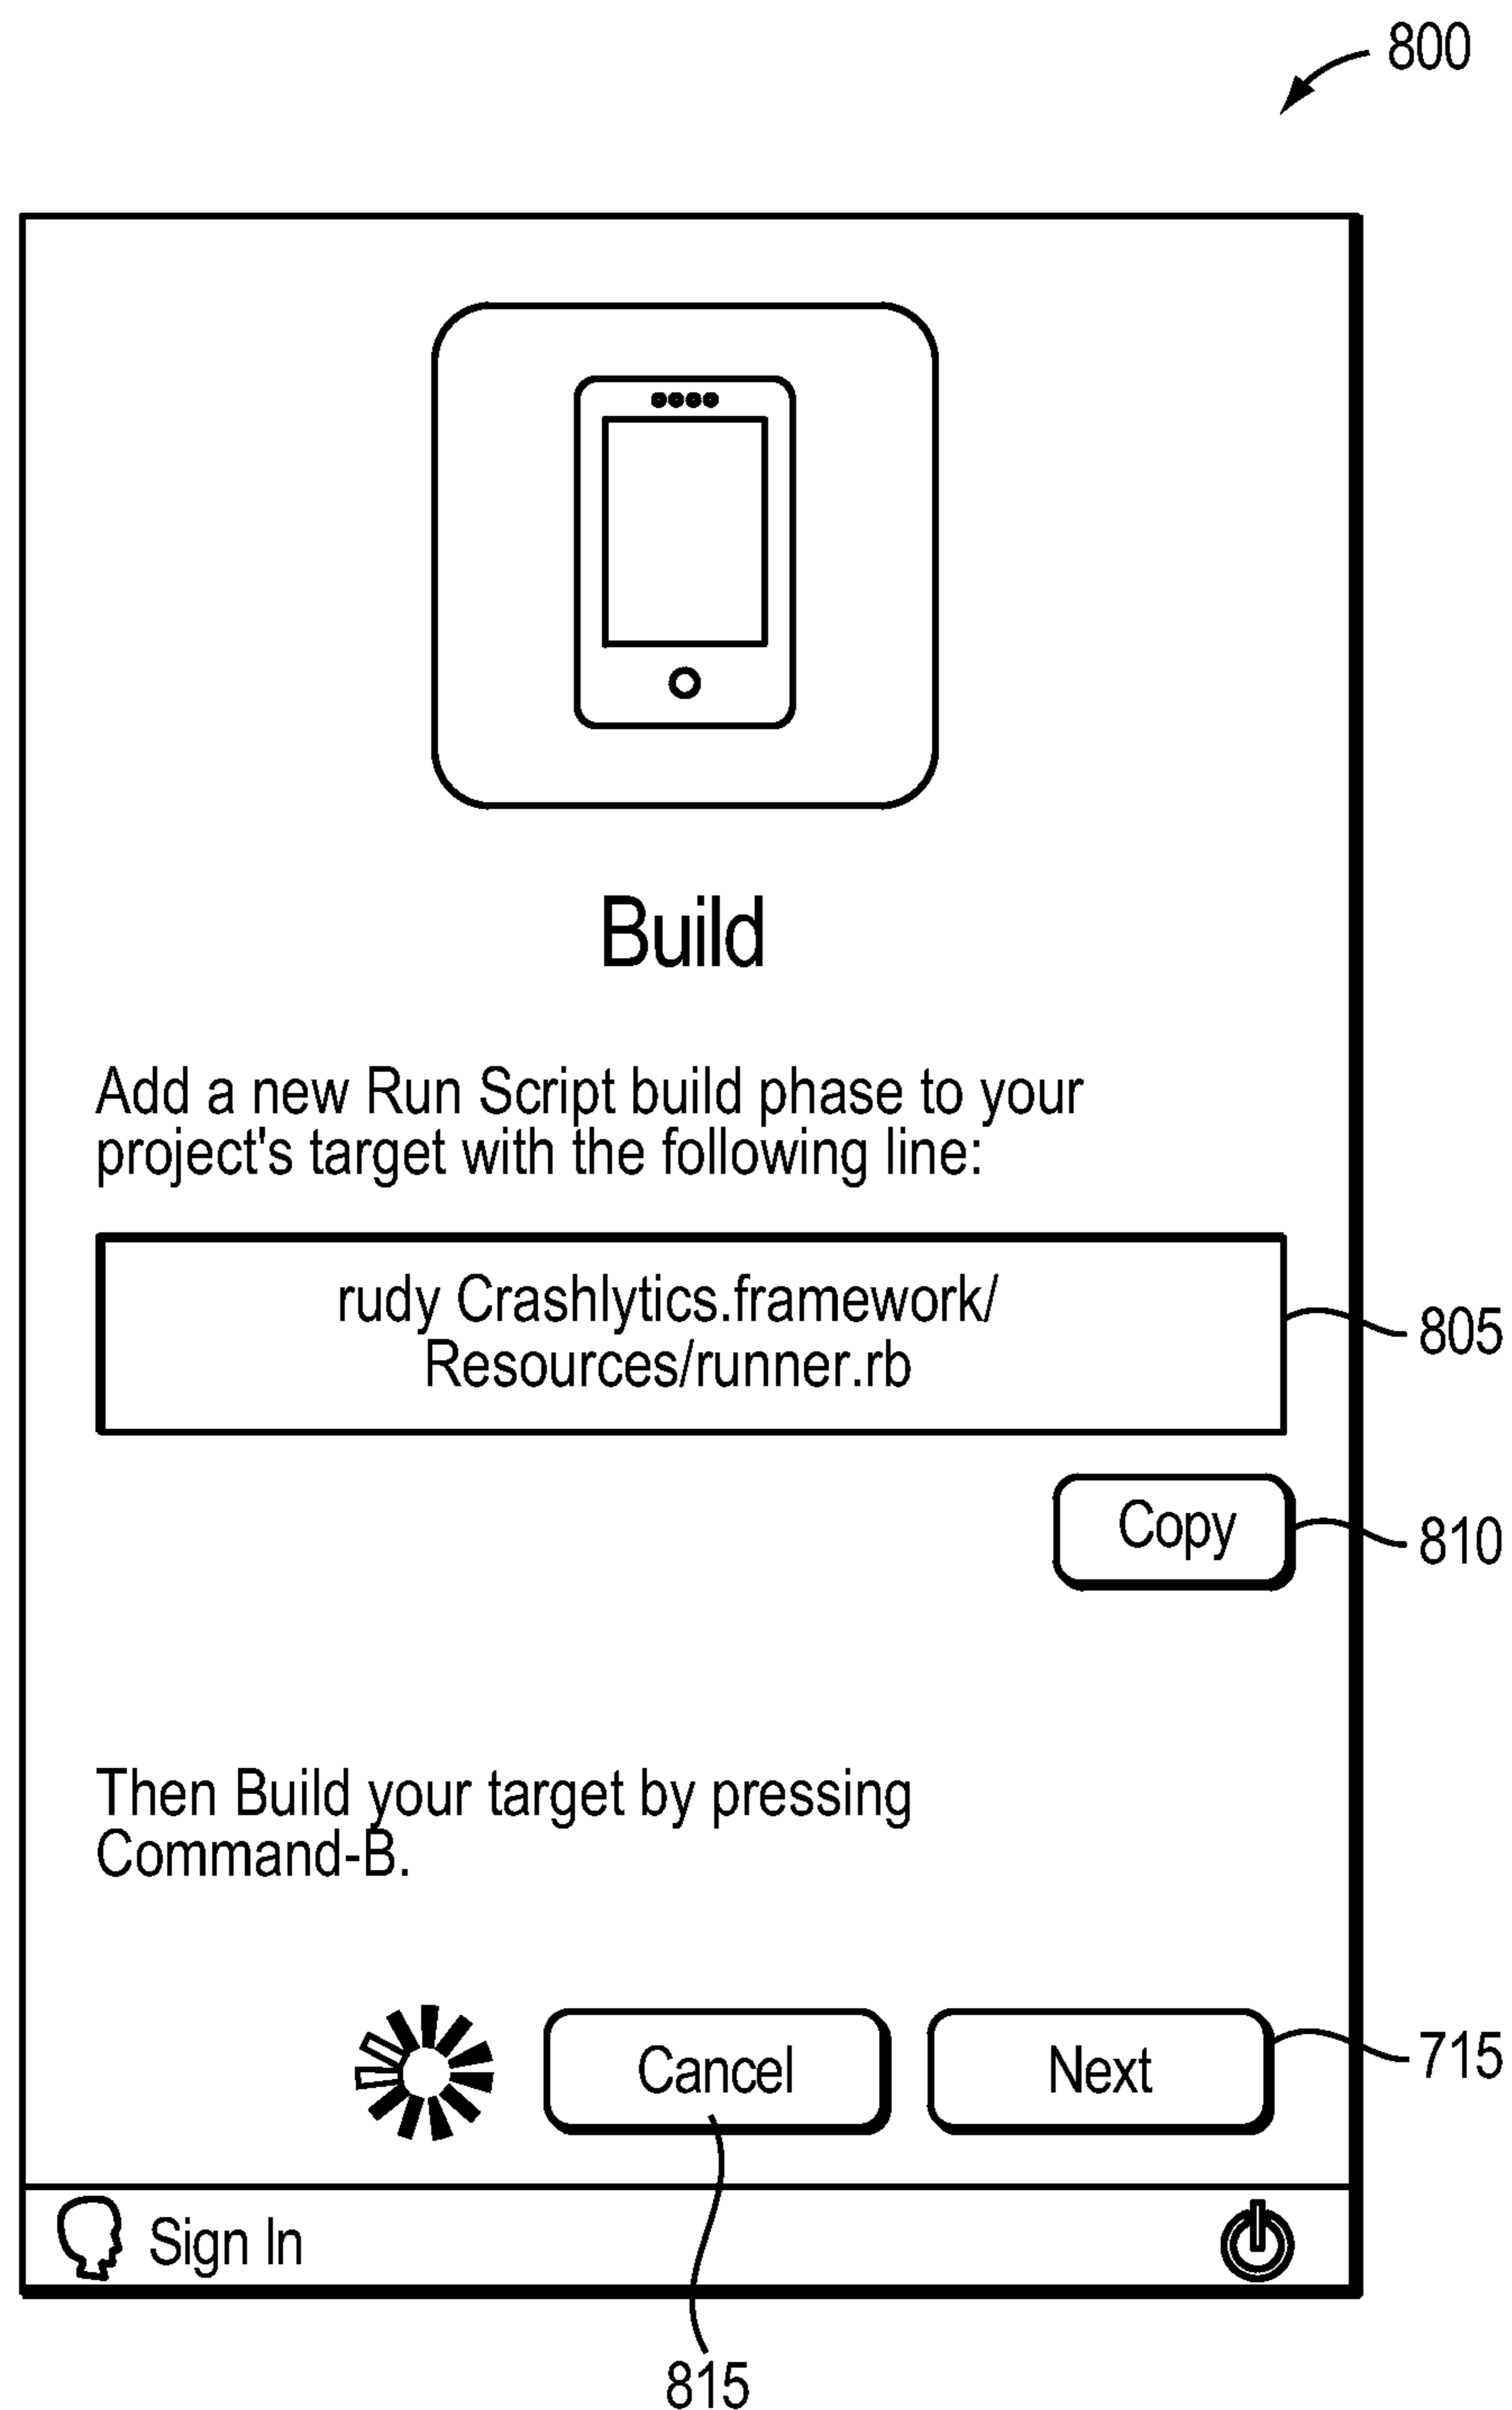 800
Build
Add a new Run Script build phase to your
project's target with the following line:
rudy Crashlytics.framework/
Resources/runner.rb
805
Copy
810
Then Build your target by pressing
Command-B.
Cancel
Next
715
Sign In
815